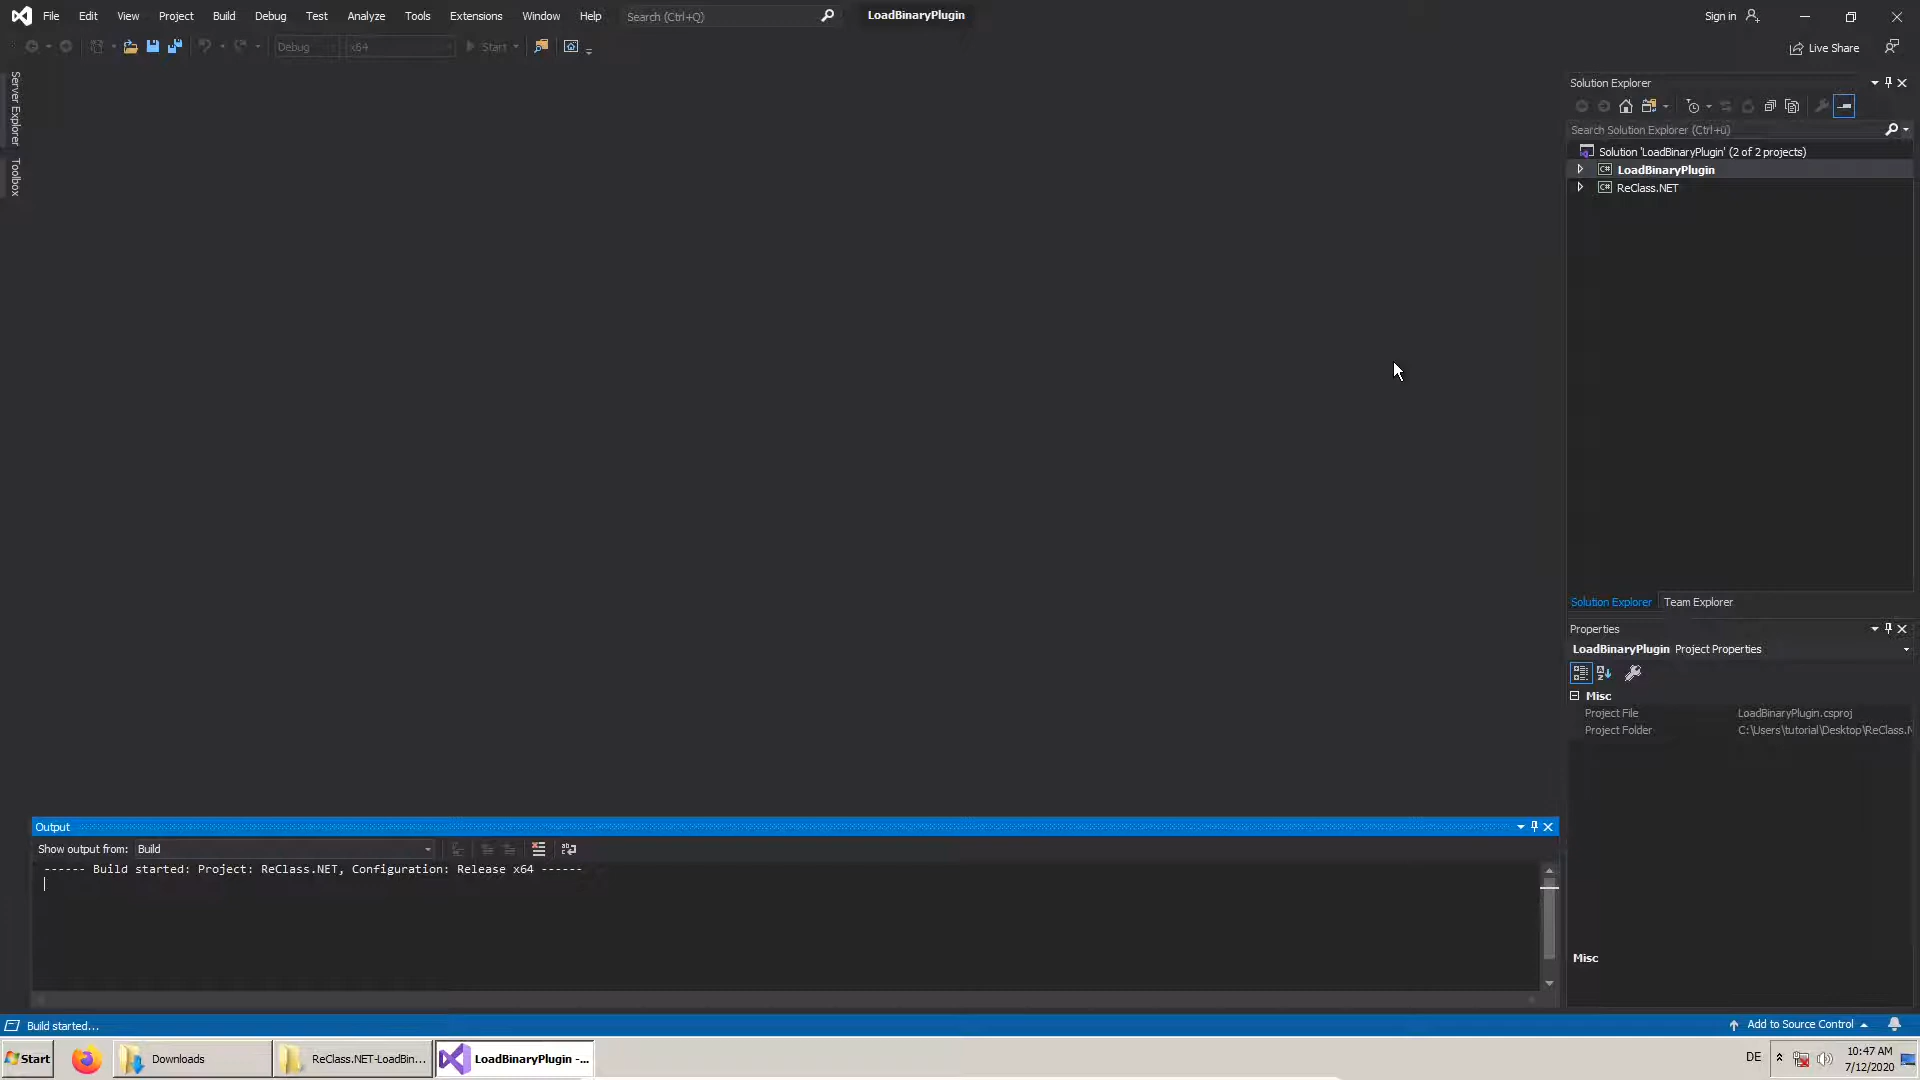 File Edit View Project Build Debug Test Analyze Tools Extensions Window Help Search (Ctrl+Q) LoadBinaryPlugin Sign in
Debug x64 Start Live Share
Server Explorer
Toolbox
Solution Explorer
Search Solution Explorer (Ctrl+ü)
Solution 'LoadBinaryPlugin' (2 of 2 projects)
C# LoadBinaryPlugin
C# ReClass.NET
Solution Explorer Team Explorer
Properties
LoadBinaryPlugin Project Properties
Misc
Project File LoadBinaryPlugin.csproj
Project Folder C:\Users\tutorial\Desktop\ReClass.N
Misc
Output
Show output from: Build
------ Build started: Project: ReClass.NET, Configuration: Release x64 ------
Build started... Add to Source Control
Start Downloads ReClass.NET-LoadBin... LoadBinaryPlugin -... DE 10:47 AM
7/12/2020